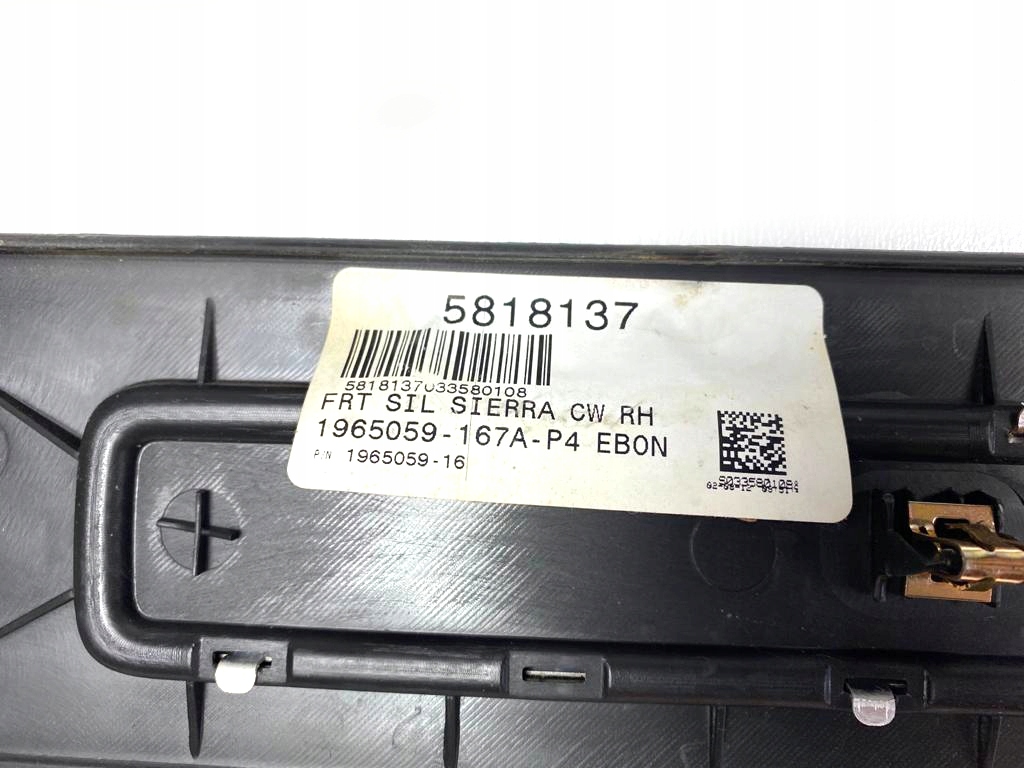 5818137
5818137033580108
FRT SIL SIERRA CW RH
1965059-167A-P4 EBON
P/N 1965059-16